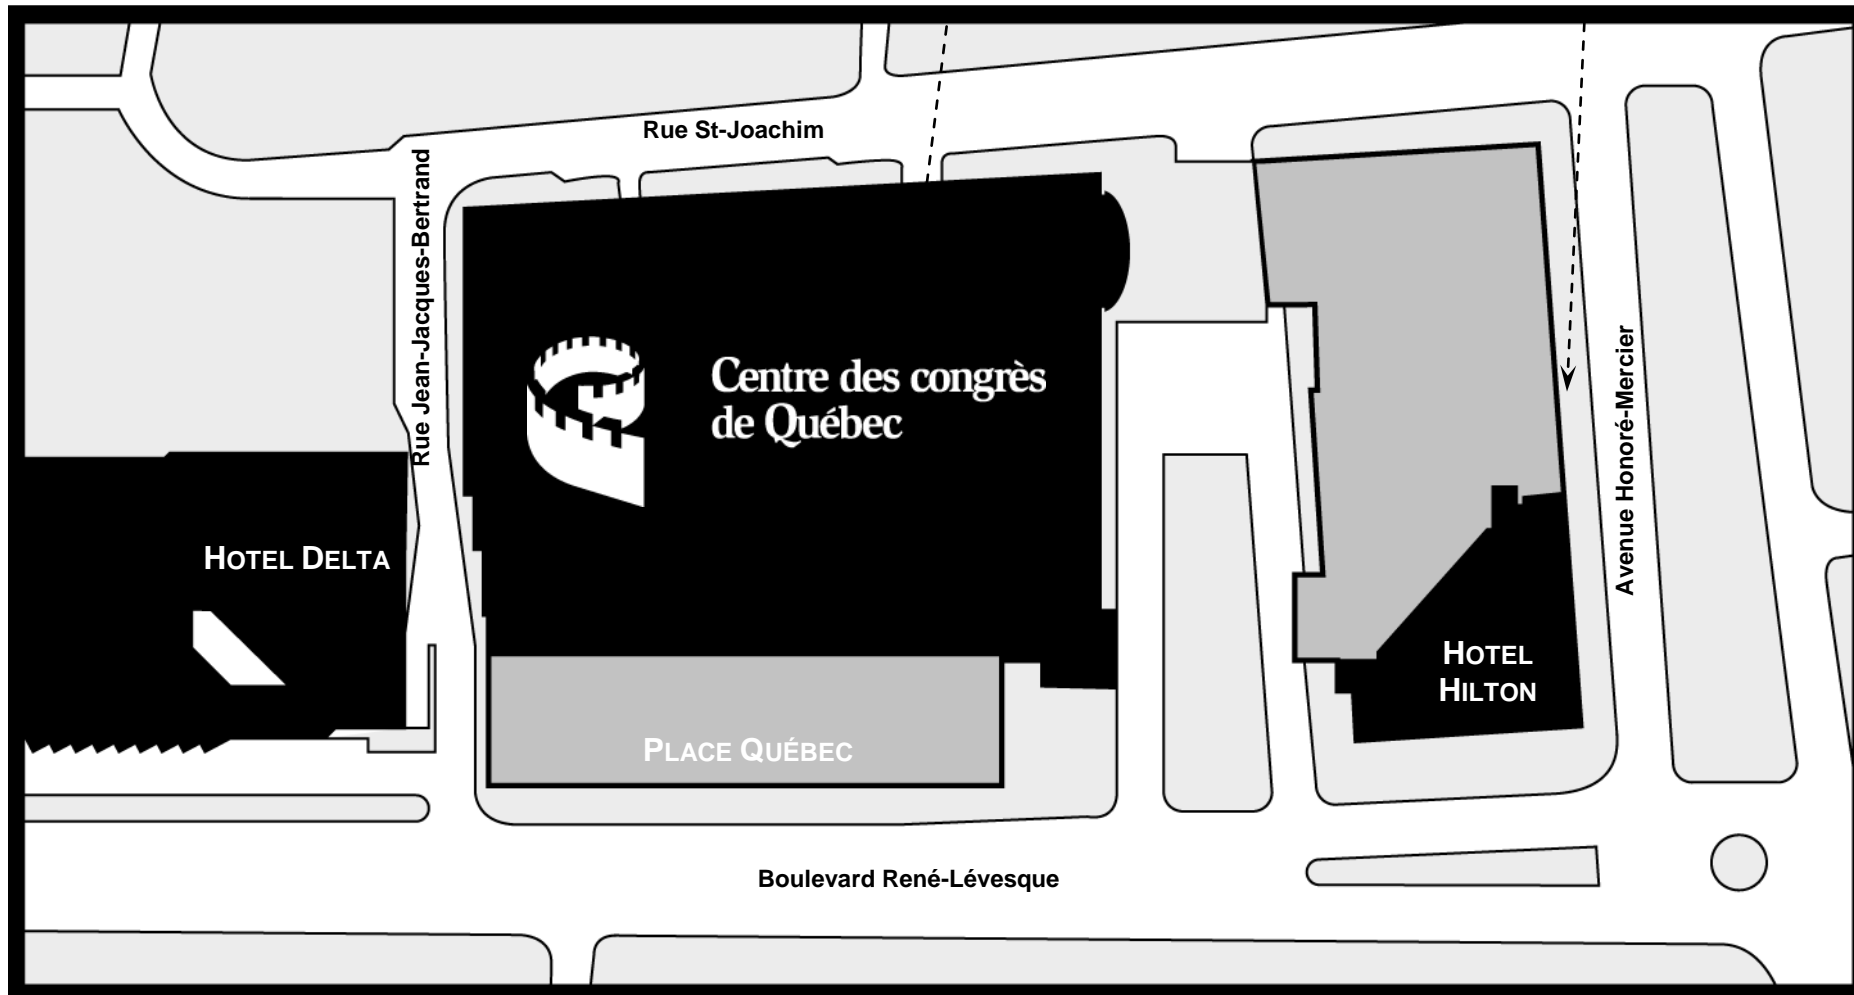 Rue St-Joachim
Rue Jean-Jacques-Bertrand
Centre des congrès
de Québec
Avenue Honoré-Mercier
HOTEL DELTA
HOTEL
HILTON
PLACE QUÉBEC
Boulevard René-Lévesque